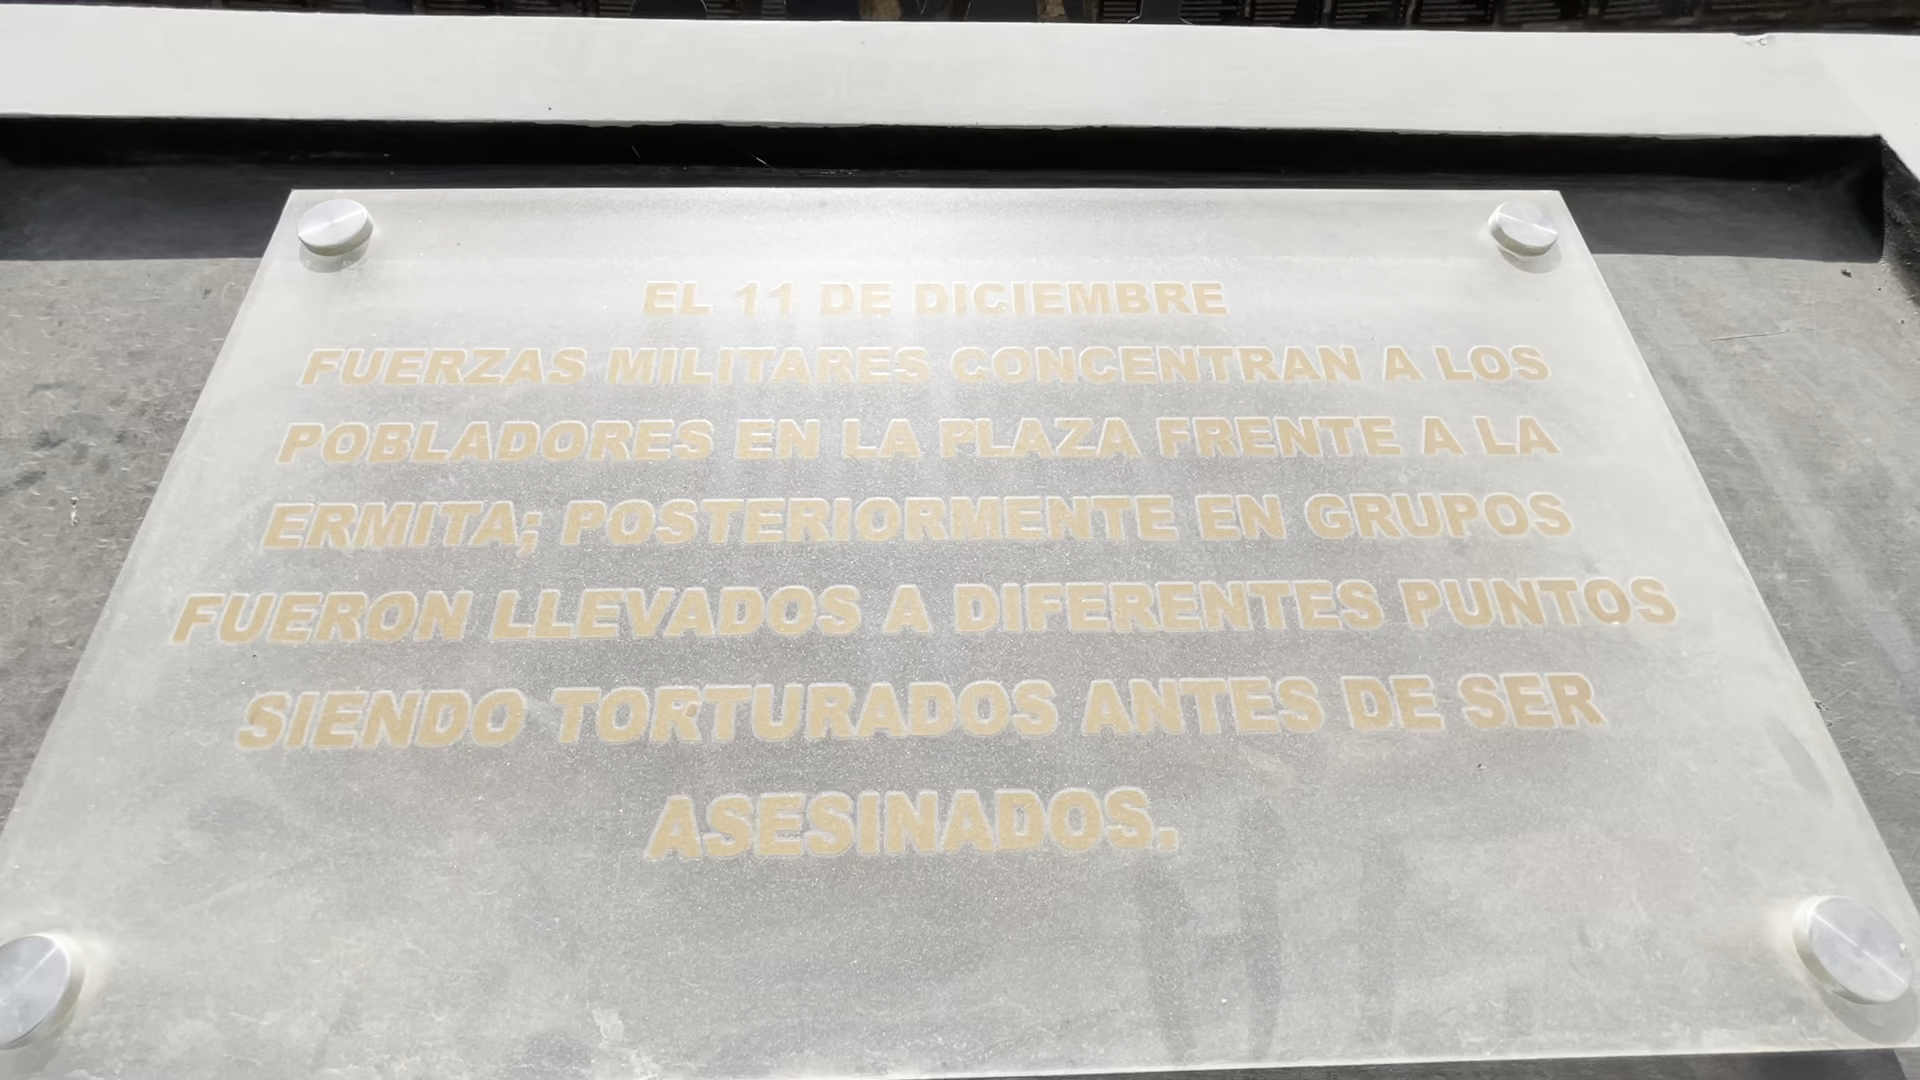 EL 11 DE DICIEMBRE
FUERZAS MILITARES CONCENTRAN A LOS
POBLADORES EN LA PLAZA FRENTE A LA
ERMITA; POSTERIORMENTE EN GRUPOS
FUERON LLEVADOS A DIFERENTES PUNTOS
SIENDO TORTURADOS ANTES DE SER
ASESINADOS.